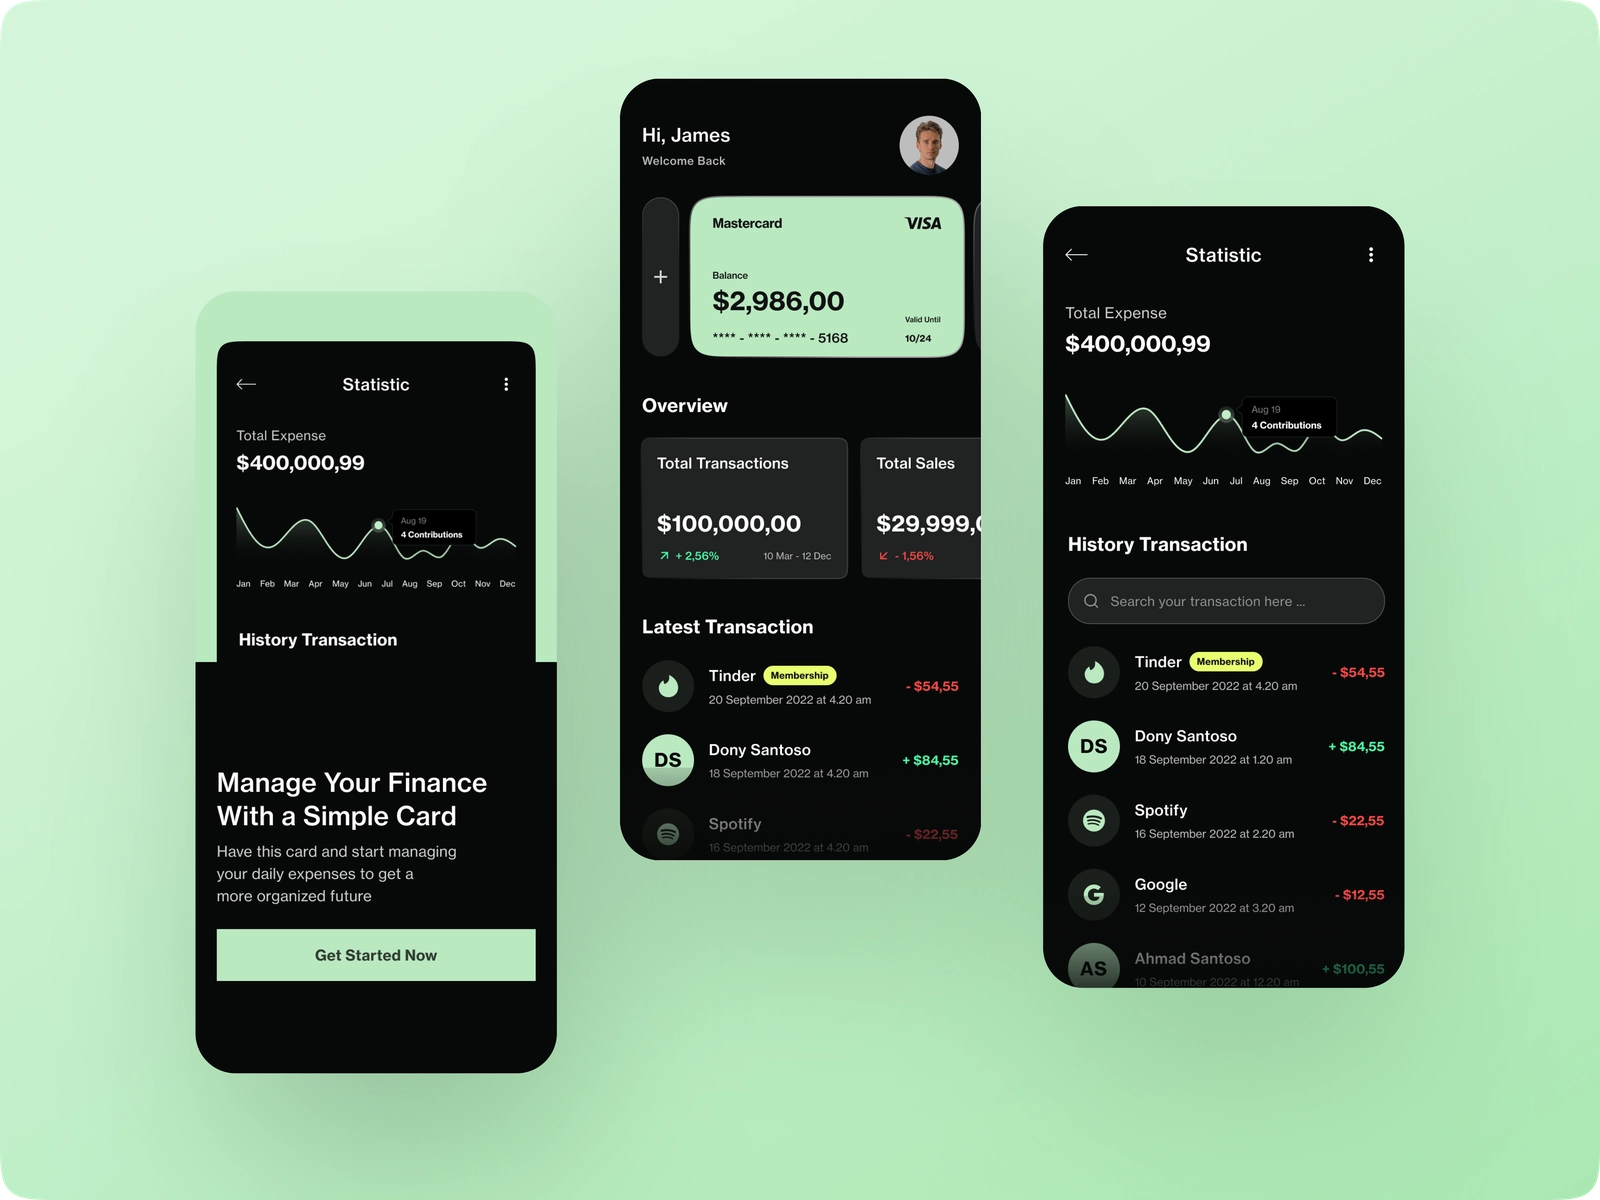 Statistic
Total Expense
$400,000,99
Aug 19
4 Contributions
Jan Feb Mar Apr May Jun Jul Aug Sep Oct Nov Dec
History Transaction
Manage Your Finance
With a Simple Card
Have this card and start managing
your daily expenses to get a
more organized future
Get Started Now
Hi, James
Welcome Back
+
Mastercard VISA
Balance
$2,986,00
Valid Until
**** - **** - **** - 5168 10/24
Overview
Total Transactions
$100,000,00
+ 2,56% 10 Mar - 12 Dec
Total Sales
$29,999,0
- 1,56%
Latest Transaction
Tinder Membership
20 September 2022 at 4.20 am
- $54,55
DS
Dony Santoso
18 September 2022 at 4.20 am
+ $84,55
Spotify
16 September 2022 at 4.20 am
- $22,55
Statistic
Total Expense
$400,000,99
Aug 19
4 Contributions
Jan Feb Mar Apr May Jun Jul Aug Sep Oct Nov Dec
History Transaction
Search your transaction here ...
Tinder Membership
20 September 2022 at 4.20 am
- $54,55
DS
Dony Santoso
18 September 2022 at 1.20 am
+ $84,55
Spotify
16 September 2022 at 2.20 am
- $22,55
G
Google
12 September 2022 at 3.20 am
- $12,55
AS
Ahmad Santoso
10 September 2022 at 12.20 am
+ $100,55